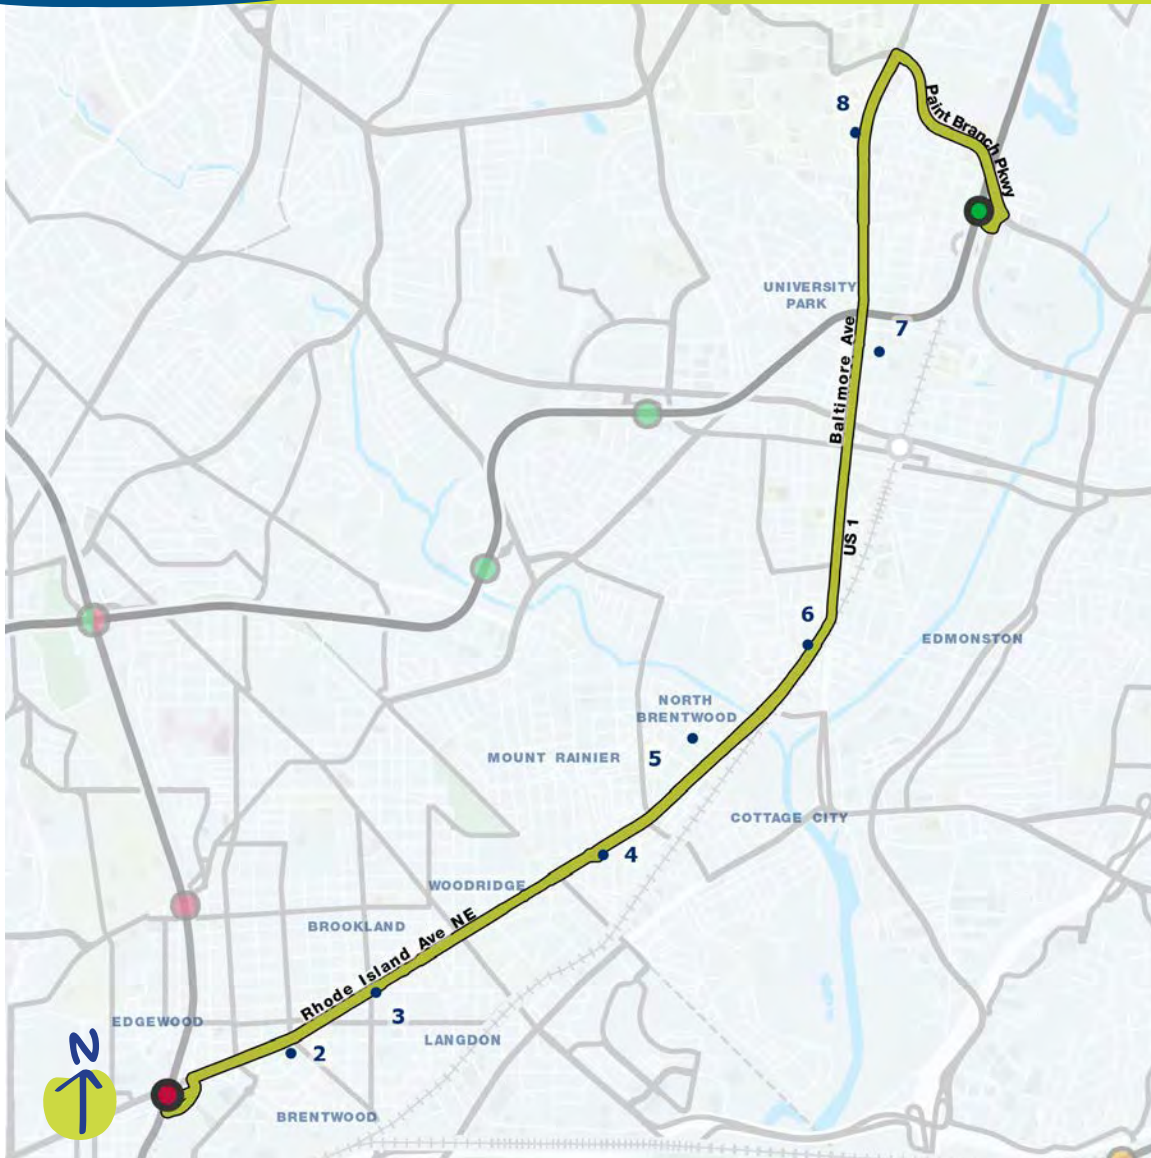 8
Paint Branch Pkwy
UNIVERSITY
PARK
7
Baltimore Ave
US 1
6
EDMONSTON
NORTH
BRENTWOOD
5
MOUNT RAINIER
COTTAGE CITY
4
WOODRIDGE
BROOKLAND
Rhode Island Ave NE
3
EDGEWOOD
LANGDON
N
2
BRENTWOOD